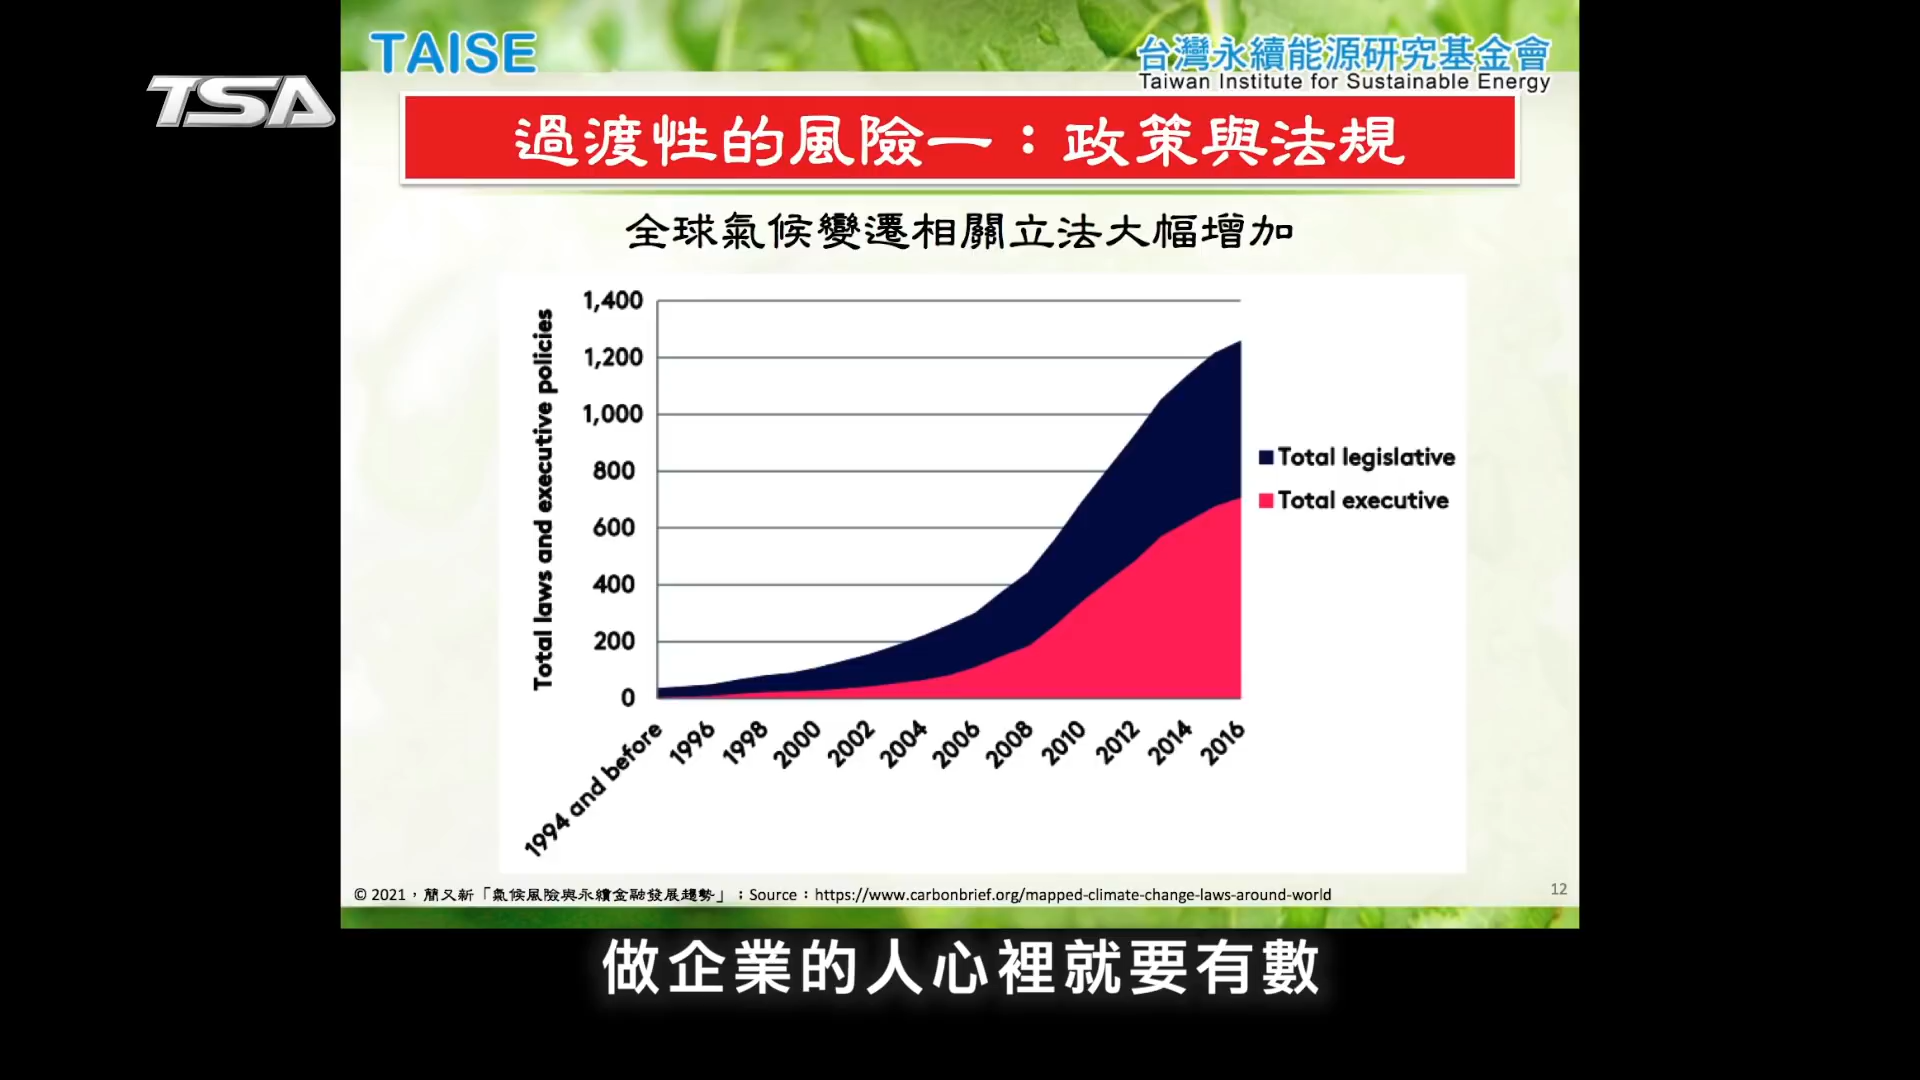 TAISE
台灣永續能源研究基金會
Taiwan Institute for Sustainable Energy
TSA
過渡性的風險一：政策與法規
全球氣候變遷相關立法大幅增加
Total laws and executive policies
1,400
1,200
1,000
800
600
400
200
0
1994 and before
1996
1998
2000
2002
2004
2006
2008
2010
2012
2014
2016
Total legislative
Total executive
© 2021，簡又新「氣候風險與永續金融發展趨勢」；Source：https://www.carbonbrief.org/mapped-climate-change-laws-around-world
12
做企業的人心裡就要有數